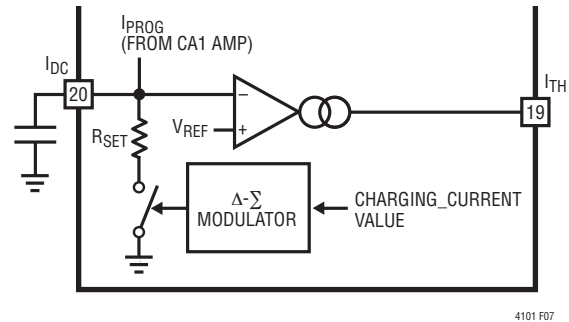 IPROG
(FROM CA1 AMP)
IDC
20
ITH
19
−
VREF
+
RSET
Δ-∑
MODULATOR
CHARGING_CURRENT
VALUE
4101 F07